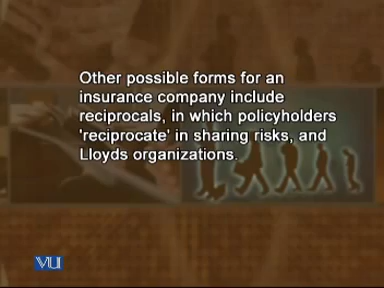 Other possible forms for an
insurance company include
reciprocals, in which policyholders
'reciprocate' in sharing risks, and
Lloyds organizations.
VU